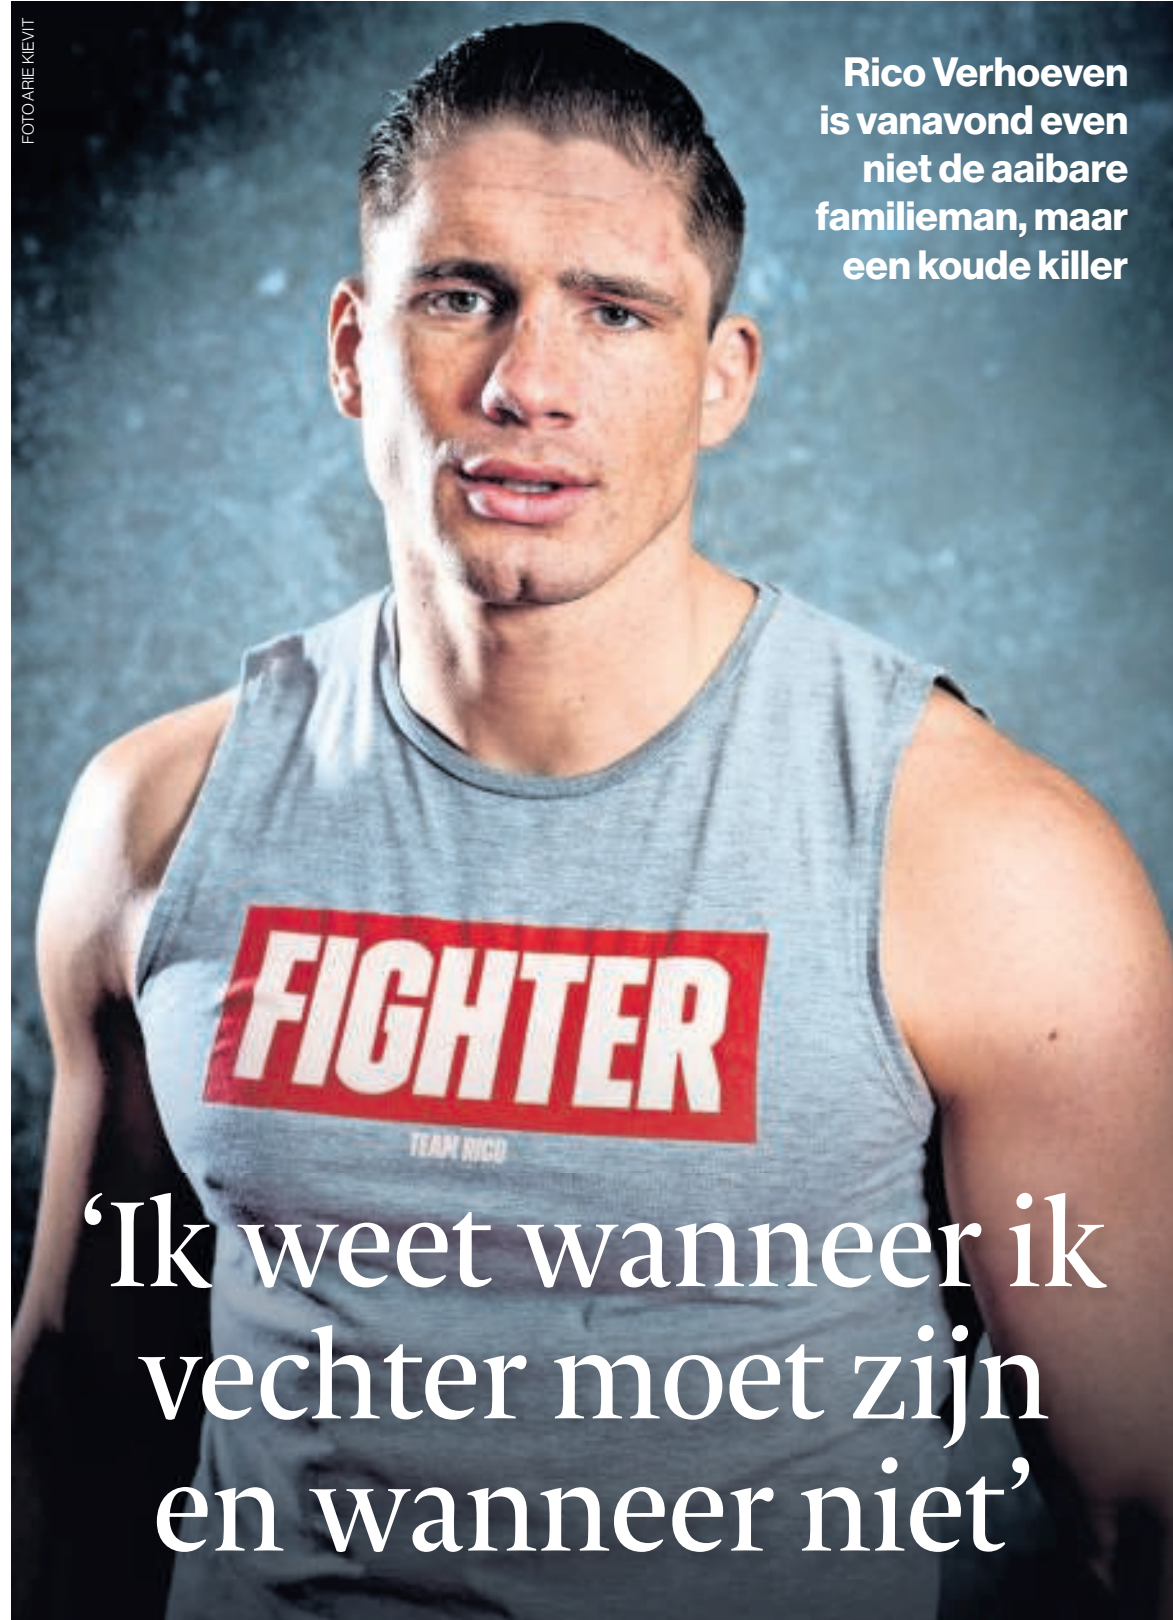 FOTO ARIE KIEVIT
Rico Verhoeven
is vanavond even
niet de aaibare
familieman, maar
een koude killer
FIGHTER
TEAM RICO
‘Ik weet wanneer ik
vechter moet zijn
en wanneer niet’